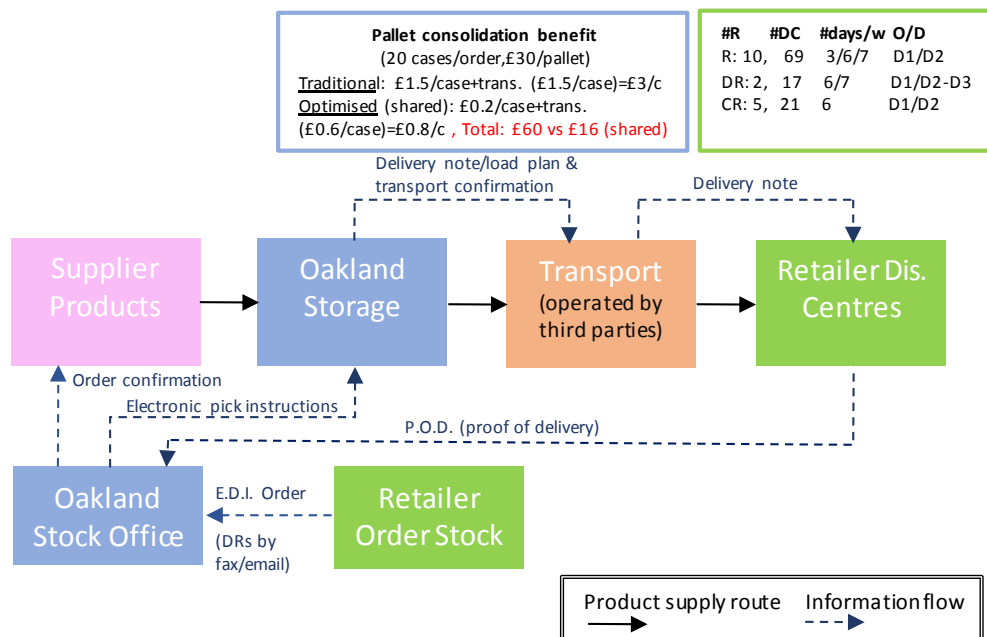 Pallet consolidation benefit
(20 cases/order,£30/pallet)
Traditional: £1.5/case+trans. (£1.5/case)=£3/c
Optimised (shared): £0.2/case+trans.
(£0.6/case)=£0.8/c , Total: £60 vs £16 (shared)
#R #DC #days/w O/D
R: 10, 69 3/6/7 D1/D2
DR: 2, 17 6/7 D1/D2-D3
CR: 5, 21 6 D1/D2
Delivery note/load plan &
transport confirmation
Delivery note
Supplier
Products
Oakland
Storage
Transport
(operated by
third parties)
Retailer Dis.
Centres
Order confirmation
Electronic pick instructions
P.O.D. (proof of delivery)
Oakland
Stock Office
E.D.I. Order
(DRs by
fax/email)
Retailer
Order Stock
Product supply route
Information flow